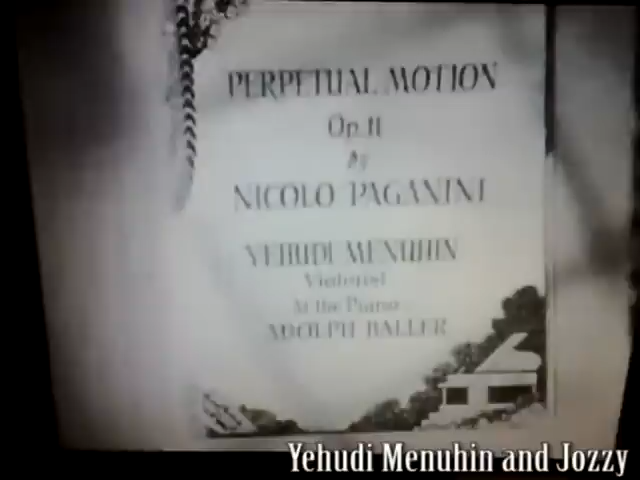 PERPETUAL MOTION
Op. 11
by
NICOLO PAGANINI
YEHUDI MENUHIN
Violinist
At the Piano
ADOLPH BALLER
Yehudi Menuhin and Jozzy